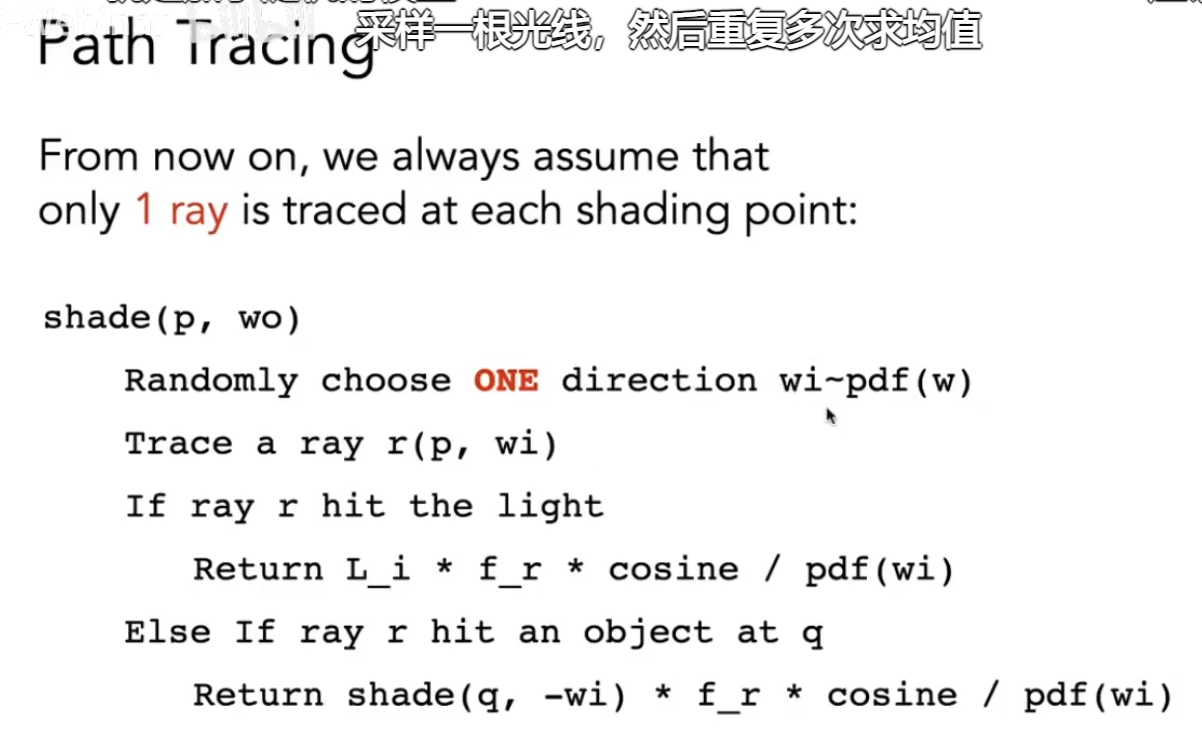 采样一根光线，然后重复多次求均值
Path Tracing
From now on, we always assume that
only 1 ray is traced at each shading point:
shade(p, wo)
Randomly choose ONE direction wi~pdf(w)
Trace a ray r(p, wi)
If ray r hit the light
Return L_i * f_r * cosine / pdf(wi)
Else If ray r hit an object at q
Return shade(q, -wi) * f_r * cosine / pdf(wi)